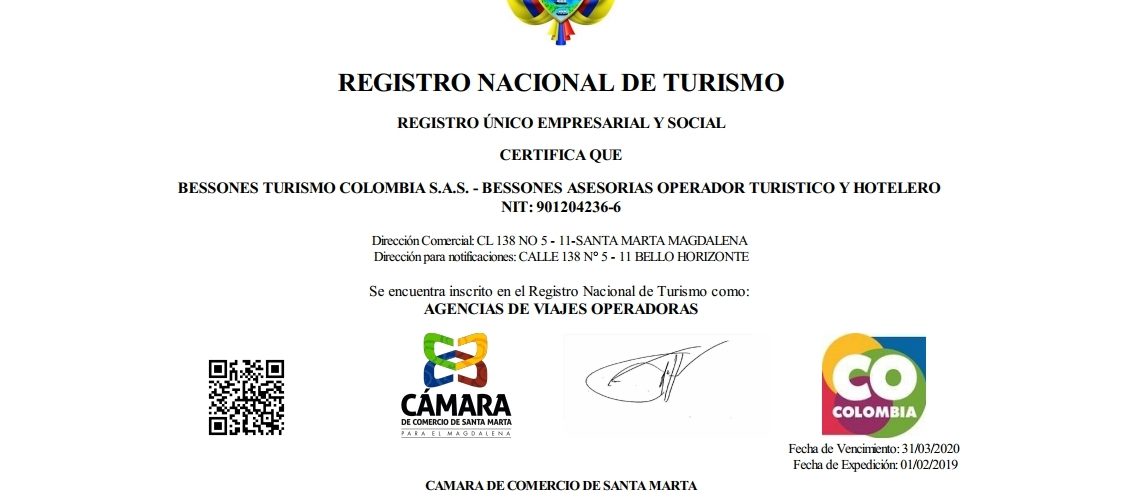 REGISTRO NACIONAL DE TURISMO
REGISTRO ÚNICO EMPRESARIAL Y SOCIAL
CERTIFICA QUE
BESSONES TURISMO COLOMBIA S.A.S. - BESSONES ASESORIAS OPERADOR TURISTICO Y HOTELERO
NIT: 901204236-6
Dirección Comercial: CL 138 NO 5 - 11-SANTA MARTA MAGDALENA
Dirección para notificaciones: CALLE 138 N° 5 - 11 BELLO HORIZONTE
Se encuentra inscrito en el Registro Nacional de Turismo como:
AGENCIAS DE VIAJES OPERADORAS
CÁMARA
DE COMERCIO DE SANTA MARTA
PARA EL MAGDALENA
CO
COLOMBIA
Fecha de Vencimiento: 31/03/2020
Fecha de Expedición: 01/02/2019
CAMARA DE COMERCIO DE SANTA MARTA